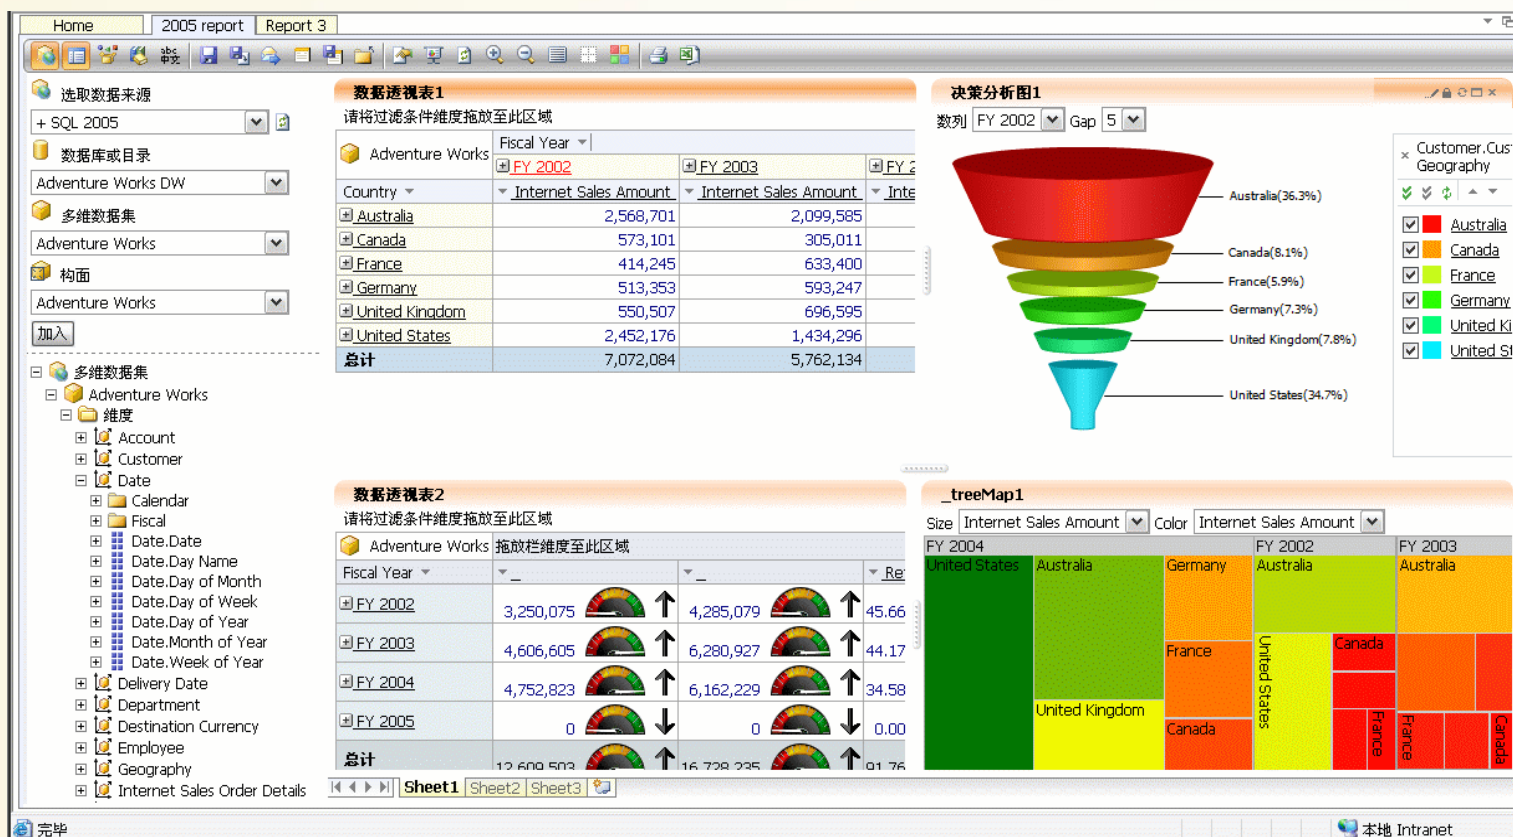 Home 2005 report Report 3
选取数据来源
+ SQL 2005
数据库或目录
Adventure Works DW
多维数据集
Adventure Works
构面
Adventure Works
加入
多维数据集
Adventure Works
维度
Account
Customer
Date
Calendar
Fiscal
Date.Date
Date.Day Name
Date.Day of Month
Date.Day of Week
Date.Day of Year
Date.Month of Year
Date.Week of Year
Delivery Date
Department
Destination Currency
Employee
Geography
Internet Sales Order Details
数据透视表1
请将过滤条件维度拖放至此区域
Adventure Works Fiscal Year
FY 2002 FY 2003 FY 2
Country Internet Sales Amount Internet Sales Amount Inte
Australia 2,568,701 2,099,585
Canada 573,101 305,011
France 414,245 633,400
Germany 513,353 593,247
United Kingdom 550,507 696,595
United States 2,452,176 1,434,296
总计 7,072,084 5,762,134
决策分析图1
数列 FY 2002 Gap 5
Australia(36.3%)
Canada(8.1%)
France(5.9%)
Germany(7.3%)
United Kingdom(7.8%)
United States(34.7%)
Customer.Cus
Geography
Australia
Canada
France
Germany
United Ki
United St
数据透视表2
请将过滤条件维度拖放至此区域
Adventure Works 拖放栏维度至此区域
Fiscal Year _ _ Re
FY 2002 3,250,075 4,285,079 45.66
FY 2003 4,606,605 6,280,927 44.17
FY 2004 4,752,823 6,162,229 34.58
FY 2005 0 0 0.00
总计 12,609,503 16,728,235 91.76
_treeMap1
Size Internet Sales Amount Color Internet Sales Amount
FY 2004 FY 2002 FY 2003
United States Australia Germany Australia Australia
United States Canada
France
United Kingdom France France Canada
Canada
Sheet1 Sheet2 Sheet3
完毕 本地 Intranet